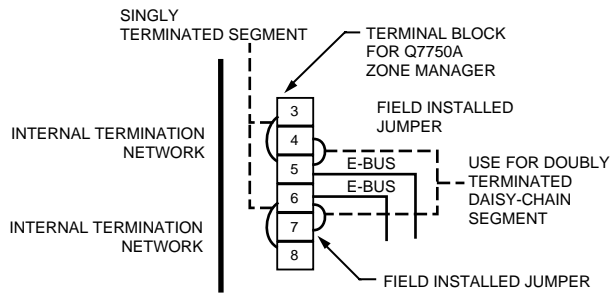 SINGLY
TERMINATED SEGMENT
TERMINAL BLOCK
FOR Q7750A
ZONE MANAGER
INTERNAL TERMINATION
NETWORK
INTERNAL TERMINATION
NETWORK
3
4
5
6
7
8
FIELD INSTALLED
JUMPER
E-BUS
E-BUS
USE FOR DOUBLY
TERMINATED
DAISY-CHAIN
SEGMENT
FIELD INSTALLED JUMPER